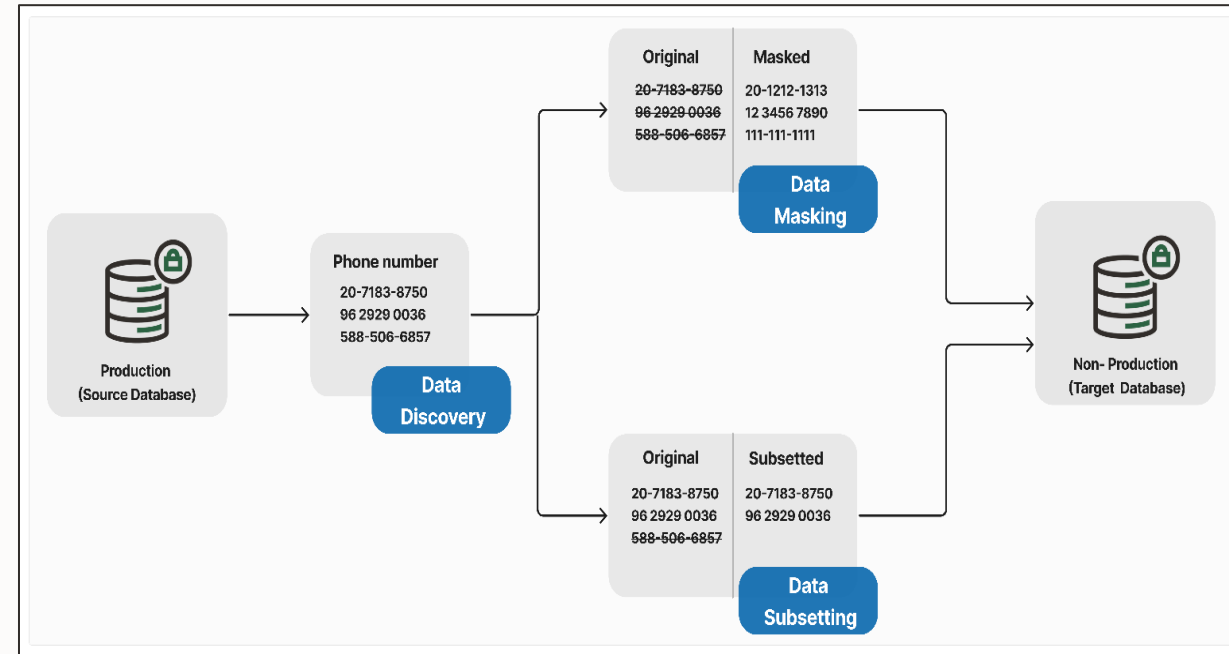 Production
(Source Database)
Phone number
20-7183-8750
96 2929 0036
588-506-6857
Data
Discovery
Original Masked
20-7183-8750 20-1212-1313
96 2929 0036 12 3456 7890
588-506-6857 111-111-1111
Data
Masking
Original Subsetted
20-7183-8750 20-7183-8750
96 2929 0036 96 2929 0036
588-506-6857
Data
Subsetting
Non- Production
(Target Database)